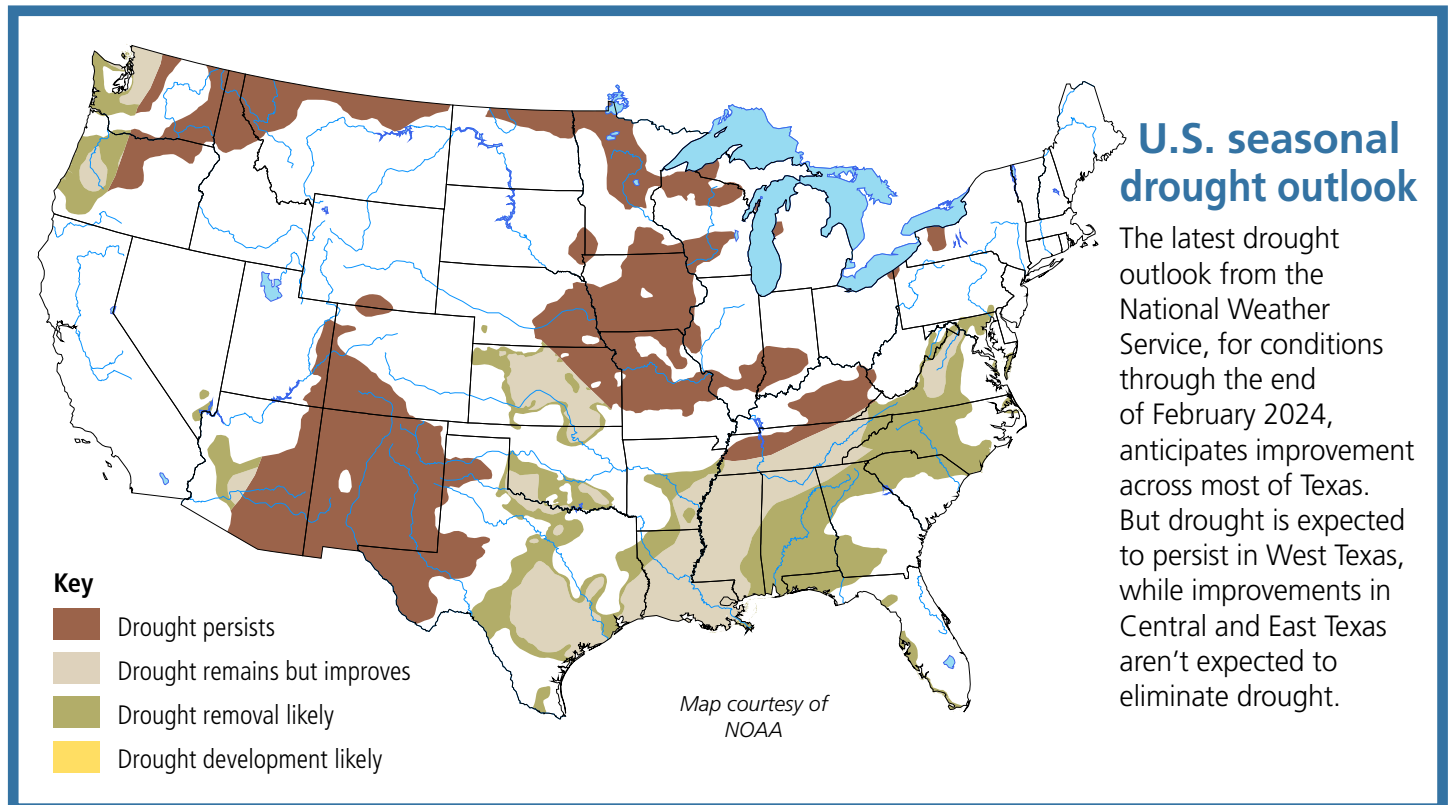 U.S. seasonal
drought outlook
The latest drought
outlook from the
National Weather
Service, for conditions
through the end
of February 2024,
anticipates improvement
across most of Texas.
But drought is expected
to persist in West Texas,
while improvements in
Central and East Texas
aren’t expected to
eliminate drought.
Key
Drought persists
Drought remains but improves
Drought removal likely
Drought development likely
Map courtesy of
NOAA